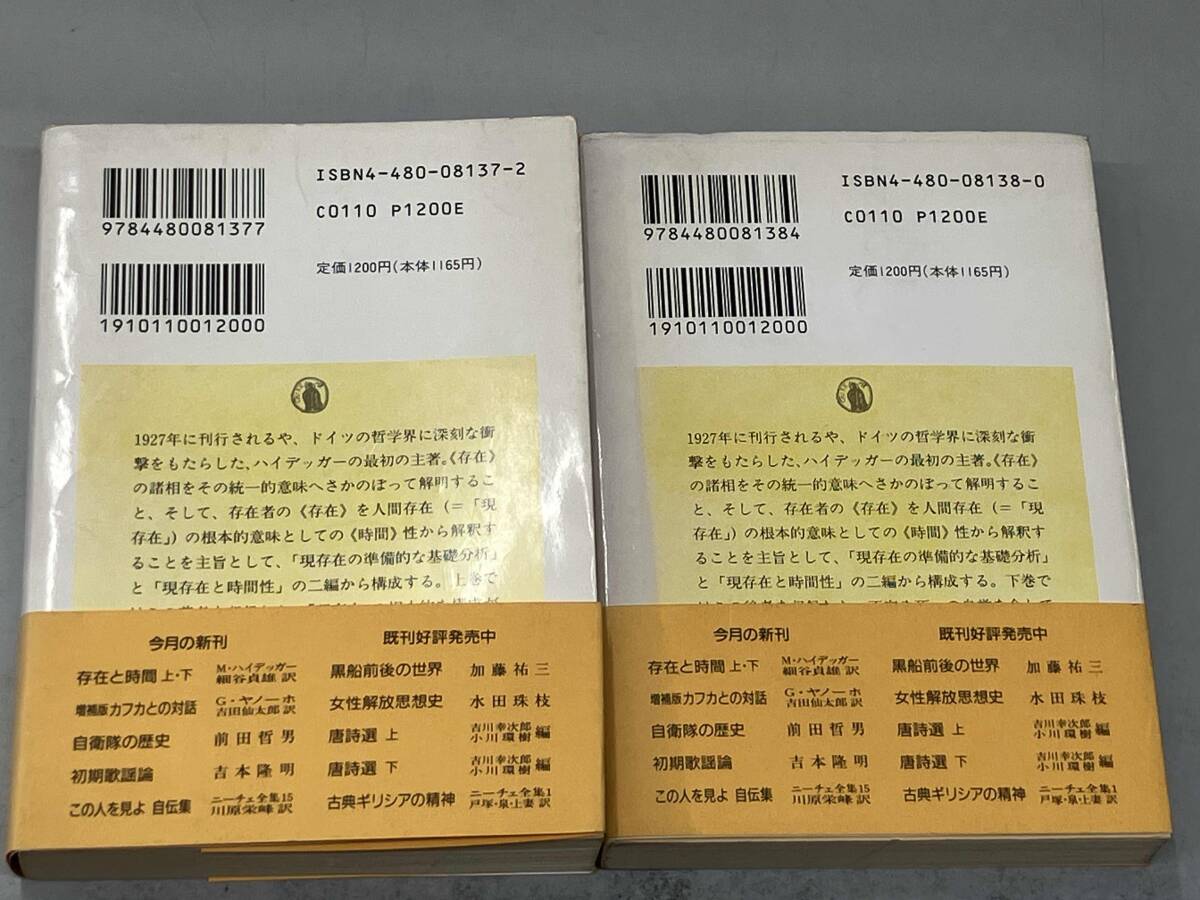 ISBN4-480-08137-2
9784480081377
C0110 P1200E
定価1200円(本体1165円)
1910110012000
1927年に刊行されるや、ドイツの哲学界に深刻な衝
撃をもたらした、ハイデッガーの最初の主著。《存在》
の諸相をその統一的意味へさかのぼって解明するこ
と、そして、存在者の《存在》を人間存在(=「現
存在」)の根本的意味としての《時間》性から解釈す
ることを主旨として、「現存在の準備的な基礎分析」
と「現存在と時間性」の二編から構成する。上巻で
今月の新刊
存在と時間 上・下 M・ハイデッガー 細谷貞雄 訳
増補版 カフカとの対話 G・ヤノーホ 吉田仙太郎 訳
自衛隊の歴史 前田哲男
初期歌謡論 吉本隆明
この人を見よ 自伝集 ニーチェ全集15 川原栄峰 訳
既刊好評発売中
黒船前後の世界 加藤祐三
女性解放思想史 水田珠枝
唐詩選 上 吉川幸次郎 小川環樹 編
唐詩選 下 吉川幸次郎 小川環樹 編
古典ギリシアの精神 ニーチェ全集1 戸塚・泉・上妻 訳
ISBN4-480-08138-0
9784480081384
C0110 P1200E
定価1200円(本体1165円)
1910110012000
1927年に刊行されるや、ドイツの哲学界に深刻な衝
撃をもたらした、ハイデッガーの最初の主著。《存在》
の諸相をその統一的意味へさかのぼって解明するこ
と、そして、存在者の《存在》を人間存在(=「現
存在」)の根本的意味としての《時間》性から解釈す
ることを主旨として、「現存在の準備的な基礎分析」
と「現存在と時間性」の二編から構成する。下巻で
今月の新刊
存在と時間 上・下 M・ハイデッガー 細谷貞雄 訳
増補版 カフカとの対話 G・ヤノーホ 吉田仙太郎 訳
自衛隊の歴史 前田哲男
初期歌謡論 吉本隆明
この人を見よ 自伝集 ニーチェ全集15 川原栄峰 訳
既刊好評発売中
黒船前後の世界 加藤祐三
女性解放思想史 水田珠枝
唐詩選 上 吉川幸次郎 小川環樹 編
唐詩選 下 吉川幸次郎 小川環樹 編
古典ギリシアの精神 ニーチェ全集1 戸塚・泉・上妻 訳